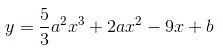 y = \frac{5}{3}a^2x^3 + 2ax^2 - 9x + b